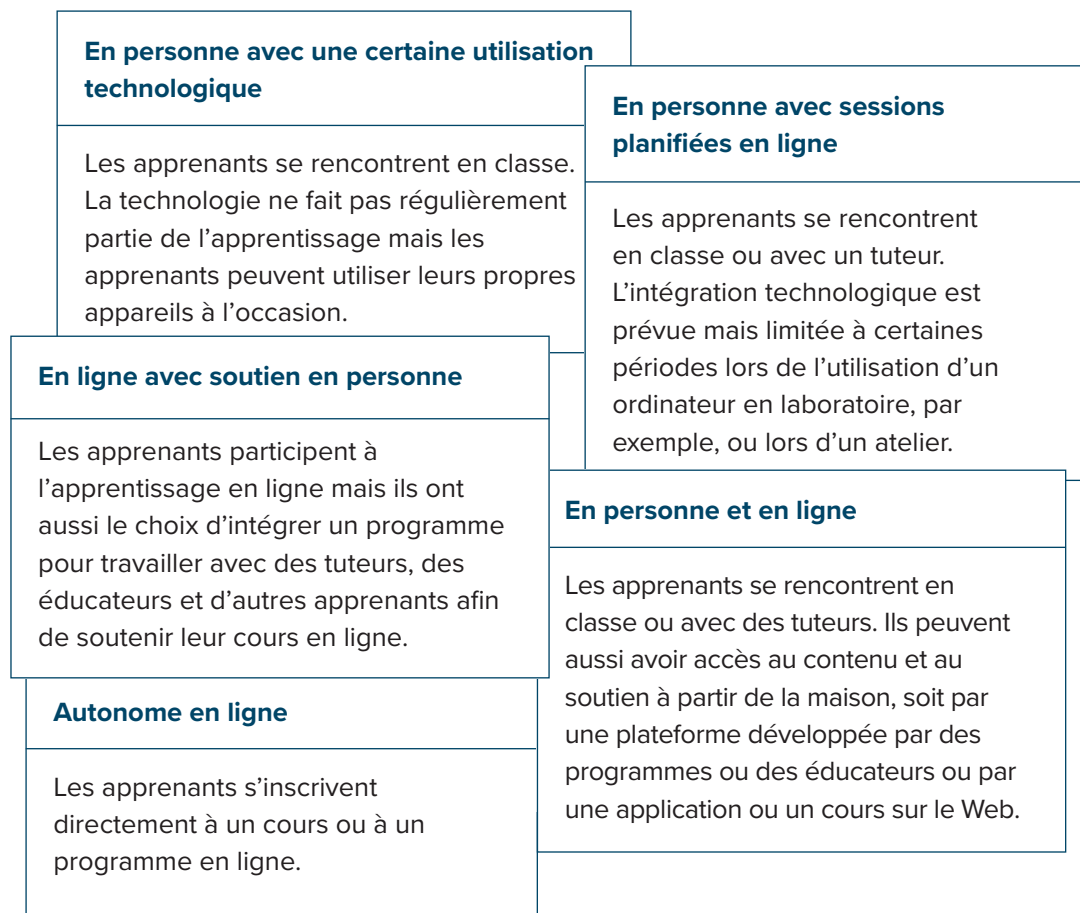 En personne avec une certaine utilisation
technologique
Les apprenants se rencontrent en classe.
La technologie ne fait pas régulièrement
partie de l’apprentissage mais les
apprenants peuvent utiliser leurs propres
appareils à l’occasion.
En personne avec sessions
planifiées en ligne
Les apprenants se rencontrent
en classe ou avec un tuteur.
L’intégration technologique est
prévue mais limitée à certaines
périodes lors de l’utilisation d’un
ordinateur en laboratoire, par
exemple, ou lors d’un atelier.
En ligne avec soutien en personne
Les apprenants participent à
l’apprentissage en ligne mais ils ont
aussi le choix d’intégrer un programme
pour travailler avec des tuteurs, des
éducateurs et d’autres apprenants afin
de soutenir leur cours en ligne.
En personne et en ligne
Les apprenants se rencontrent en
classe ou avec des tuteurs. Ils peuvent
aussi avoir accès au contenu et au
soutien à partir de la maison, soit par
une plateforme développée par des
programmes ou des éducateurs ou par
une application ou un cours sur le Web.
Autonome en ligne
Les apprenants s’inscrivent
directement à un cours ou à un
programme en ligne.